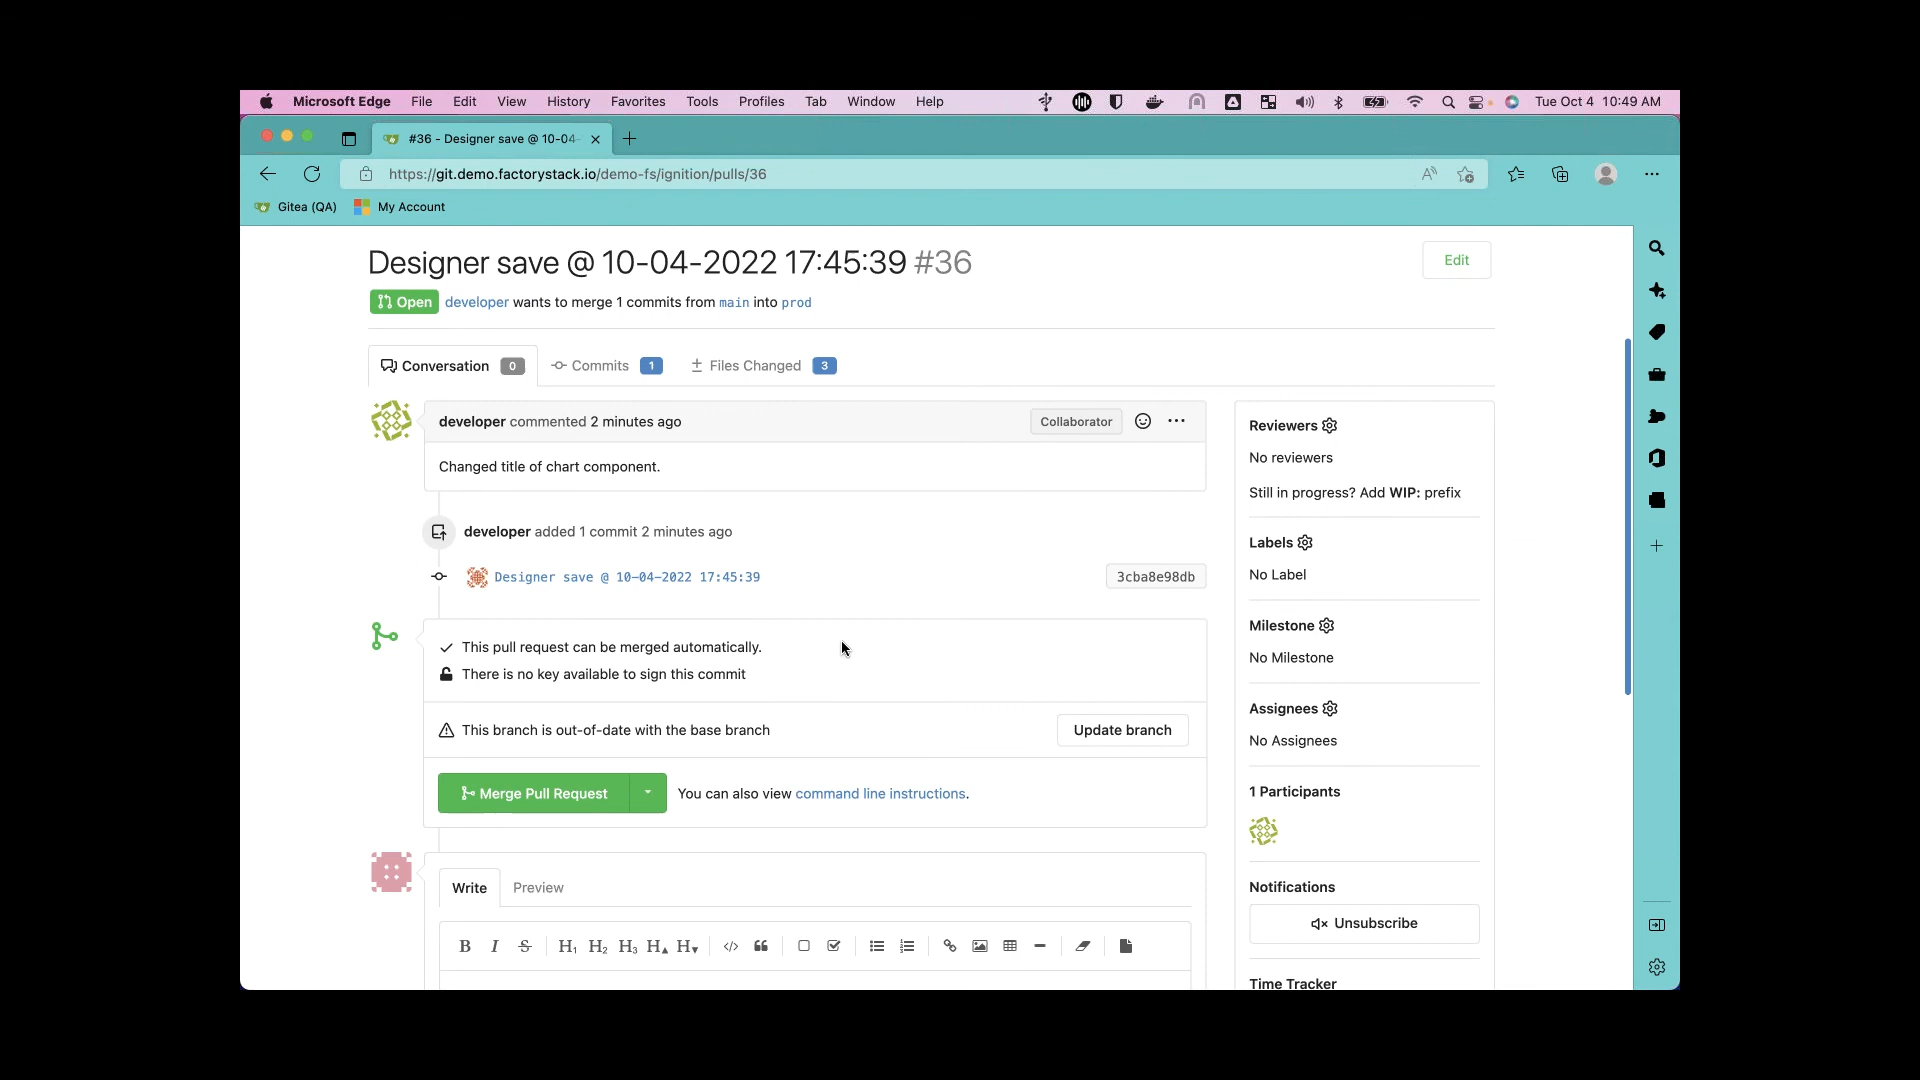 Microsoft Edge File Edit View History Favorites Tools Profiles Tab Window Help Tue Oct 4 10:49 AM
#36 - Designer save @ 10-04-
https://git.demo.factorystack.io/demo-fs/ignition/pulls/36
Gitea (QA) My Account
Designer save @ 10-04-2022 17:45:39 #36
Edit
Open developer wants to merge 1 commits from main into prod
Conversation 0 Commits 1 Files Changed 3
developer commented 2 minutes ago Collaborator
Changed title of chart component.
developer added 1 commit 2 minutes ago
Designer save @ 10-04-2022 17:45:39 3cba8e98db
This pull request can be merged automatically.
There is no key available to sign this commit
This branch is out-of-date with the base branch Update branch
Merge Pull Request You can also view command line instructions.
Write Preview
B I S H1 H2 H3 H H
Reviewers
No reviewers
Still in progress? Add WIP: prefix
Labels
No Label
Milestone
No Milestone
Assignees
No Assignees
1 Participants
Notifications
Unsubscribe
Time Tracker